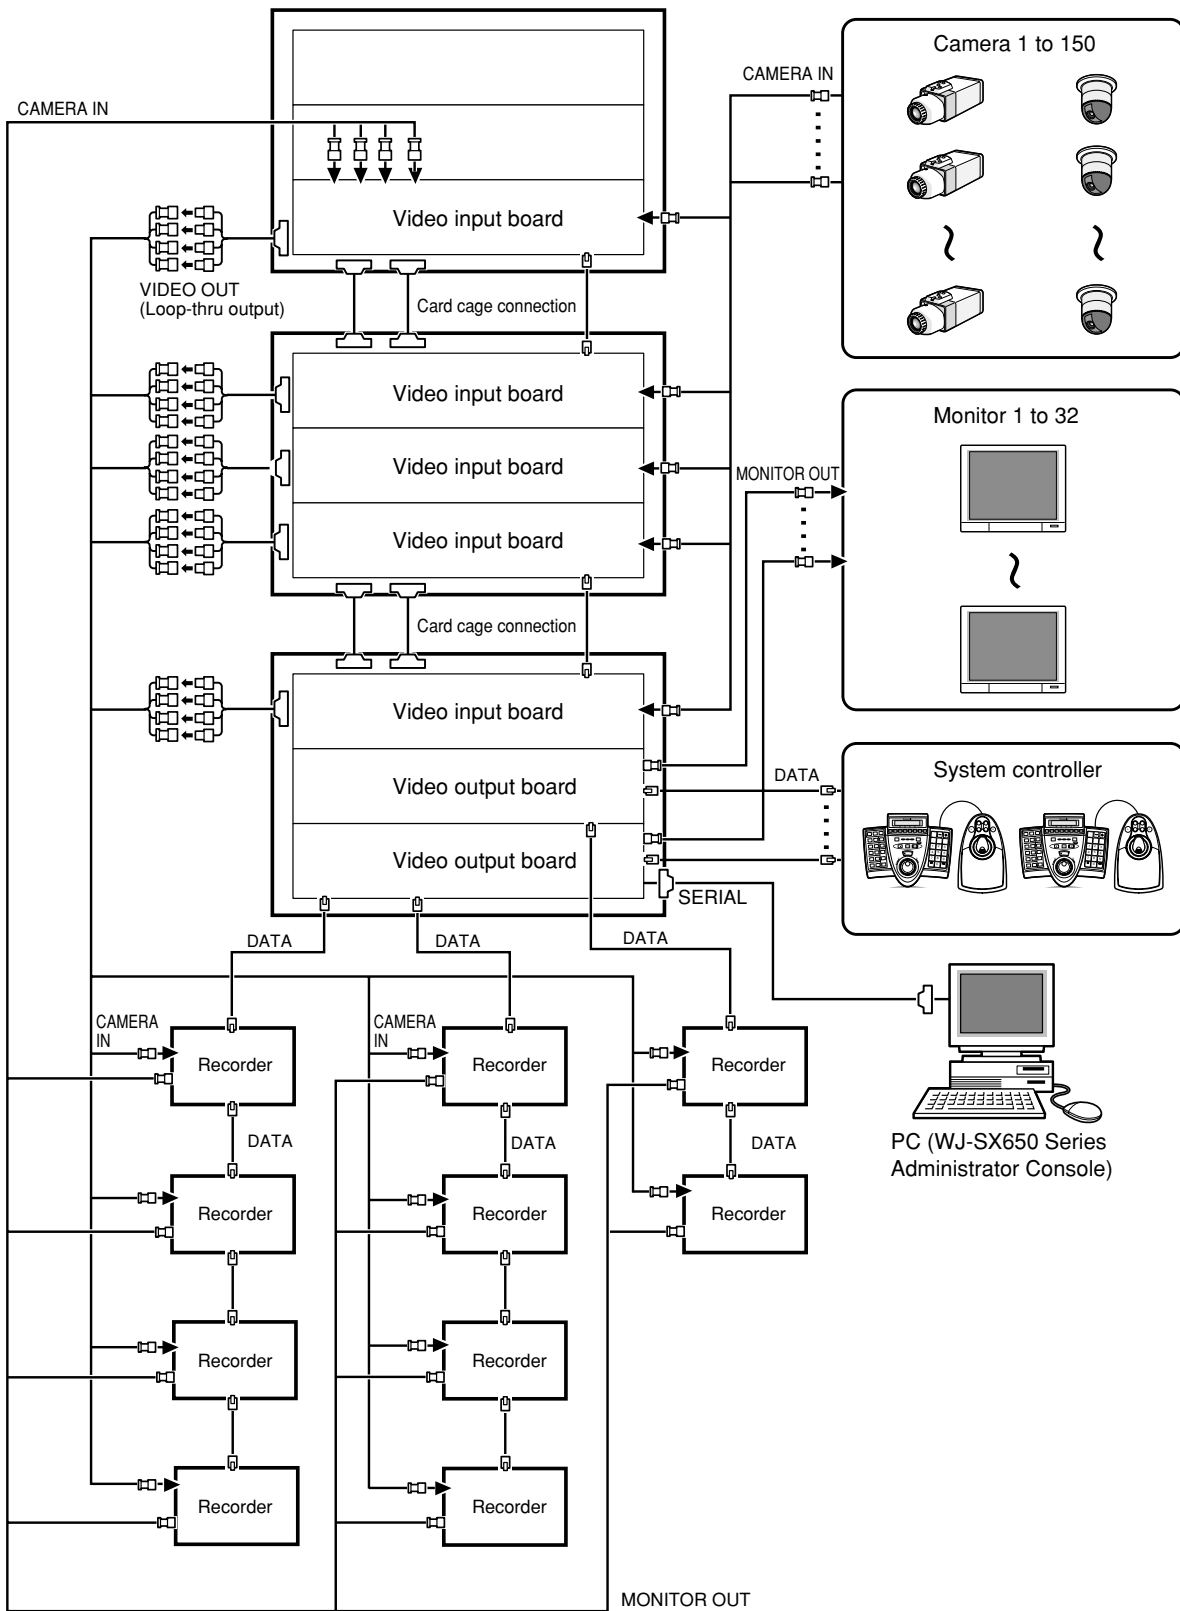 Camera 1 to 150
CAMERA IN
CAMERA IN
Video input board
VIDEO OUT
(Loop-thru output)
Card cage connection
Video input board
Monitor 1 to 32
Video input board
MONITOR OUT
Video input board
Card cage connection
Video input board
System controller
DATA
Video output board
Video output board
SERIAL
DATA
DATA
DATA
CAMERA
IN
CAMERA
IN
Recorder
Recorder
Recorder
DATA
DATA
DATA
PC (WJ-SX650 Series
Administrator Console)
Recorder
Recorder
Recorder
Recorder
Recorder
Recorder
Recorder
MONITOR OUT